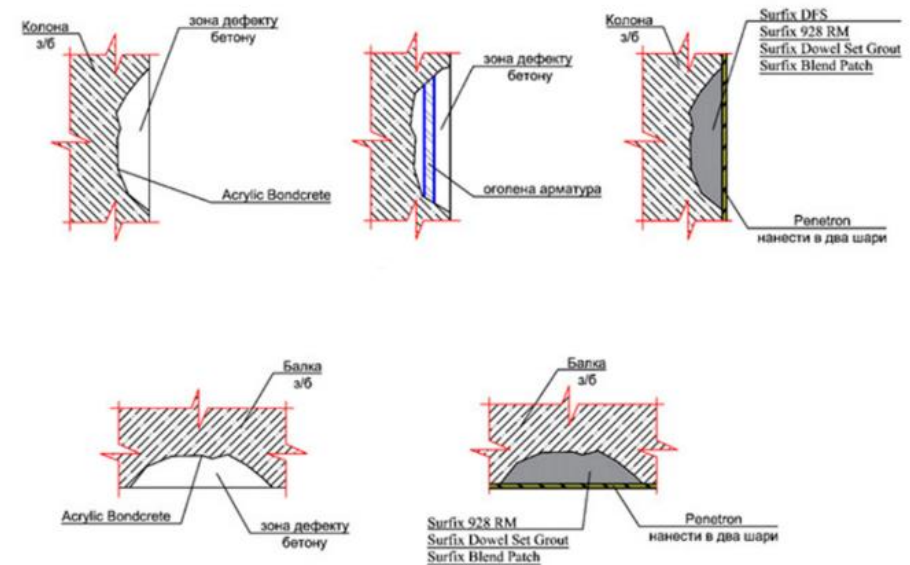 Колона
з/б
зона дефекту
бетону
Acrylic Bondcrete
зона дефекту
бетону
оголена арматура
Колона
з/б
Surfix DFS
Surfix 928 RM
Surfix Dowel Set Grout
Surfix Blend Patch
Penetron
нанести в два шари
Балка
з/б
Acrylic Bondcrete
зона дефекту
бетону
Балка
з/б
Surfix 928 RM
Surfix Dowel Set Grout
Surfix Blend Patch
Penetron
нанести в два шари